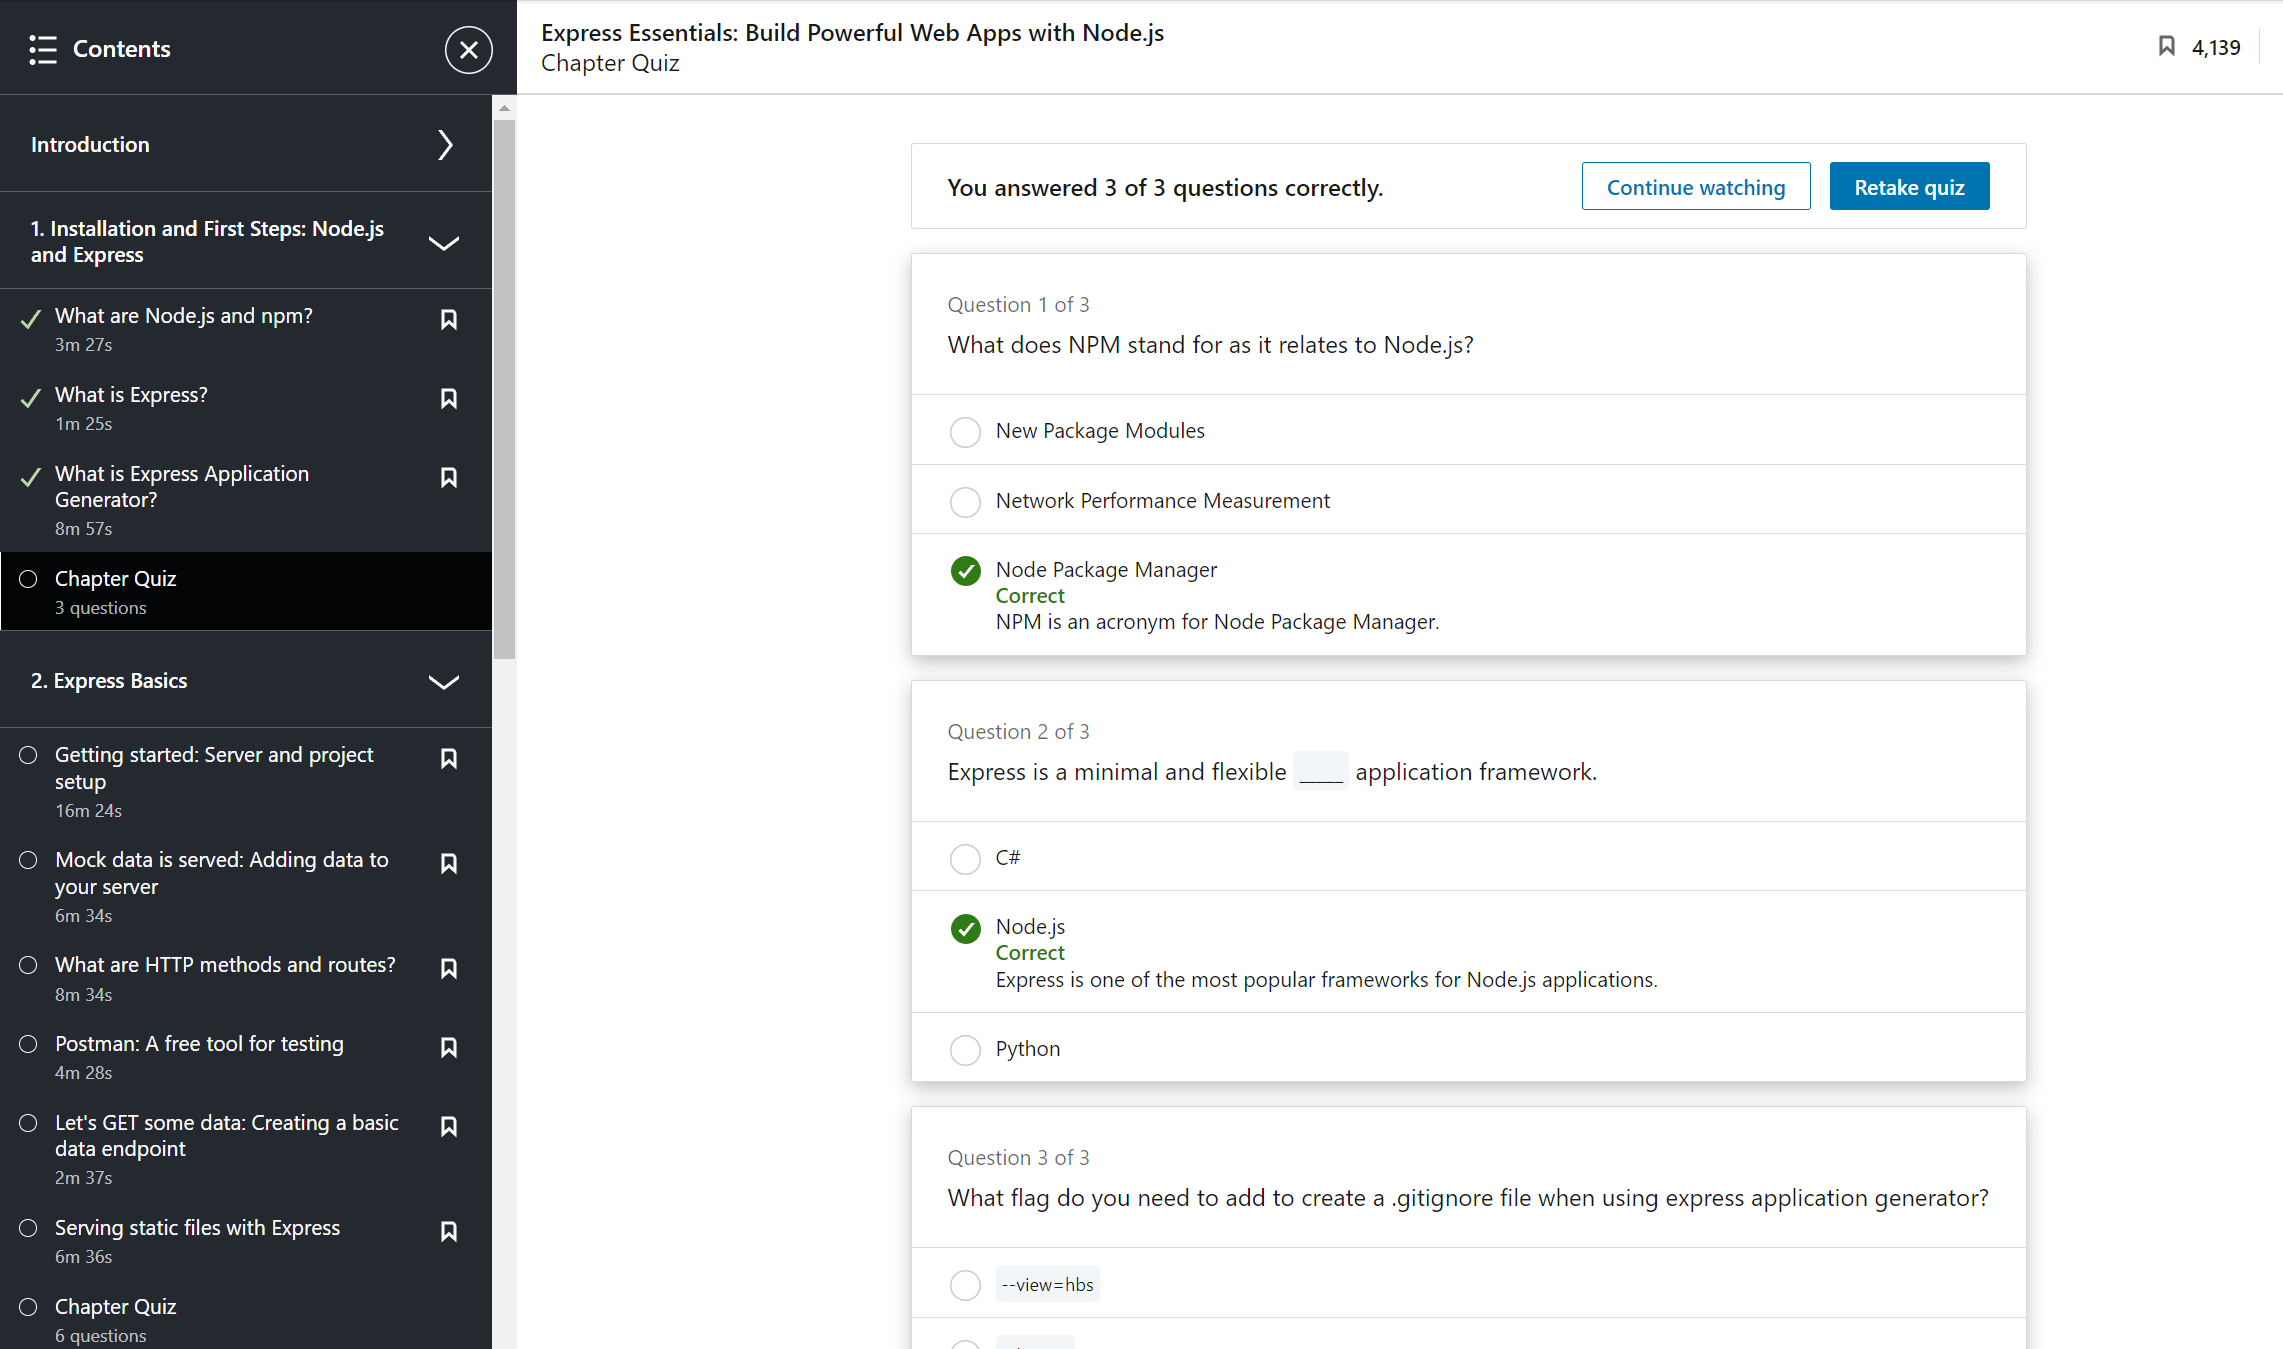 Contents
Introduction
1. Installation and First Steps: Node.js
and Express
What are Node.js and npm?
3m 27s
What is Express?
1m 25s
What is Express Application
Generator?
8m 57s
Chapter Quiz
3 questions
2. Express Basics
Getting started: Server and project
setup
16m 24s
Mock data is served: Adding data to
your server
6m 34s
What are HTTP methods and routes?
8m 34s
Postman: A free tool for testing
4m 28s
Let's GET some data: Creating a basic
data endpoint
2m 37s
Serving static files with Express
6m 36s
Chapter Quiz
6 questions
Express Essentials: Build Powerful Web Apps with Node.js
Chapter Quiz
4,139
You answered 3 of 3 questions correctly.
Continue watching
Retake quiz
Question 1 of 3
What does NPM stand for as it relates to Node.js?
New Package Modules
Network Performance Measurement
Node Package Manager
Correct
NPM is an acronym for Node Package Manager.
Question 2 of 3
Express is a minimal and flexible _____ application framework.
C#
Node.js
Correct
Express is one of the most popular frameworks for Node.js applications.
Python
Question 3 of 3
What flag do you need to add to create a .gitignore file when using express application generator?
--view=hbs